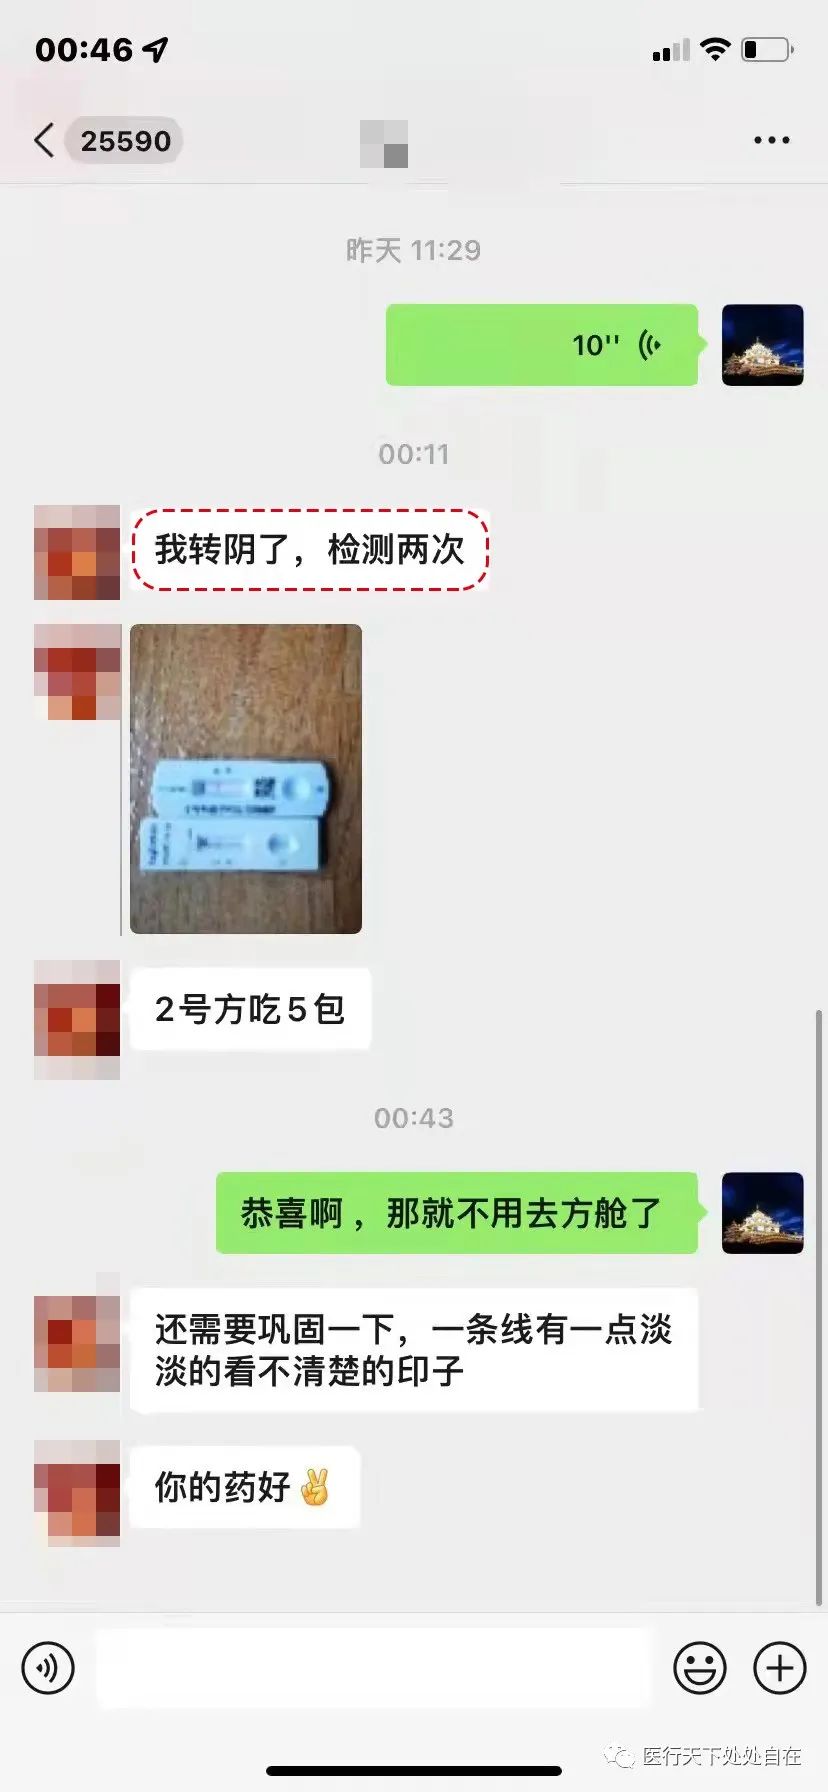 00:46
25590
昨天 11:29
10''
00:11
我转阴了，检测两次
2号方吃5包
00:43
恭喜啊，那就不用去方舱了
还需要巩固一下，一条线有一点淡
淡的看不清楚的印子
你的药好✌️
医行天下处处自在